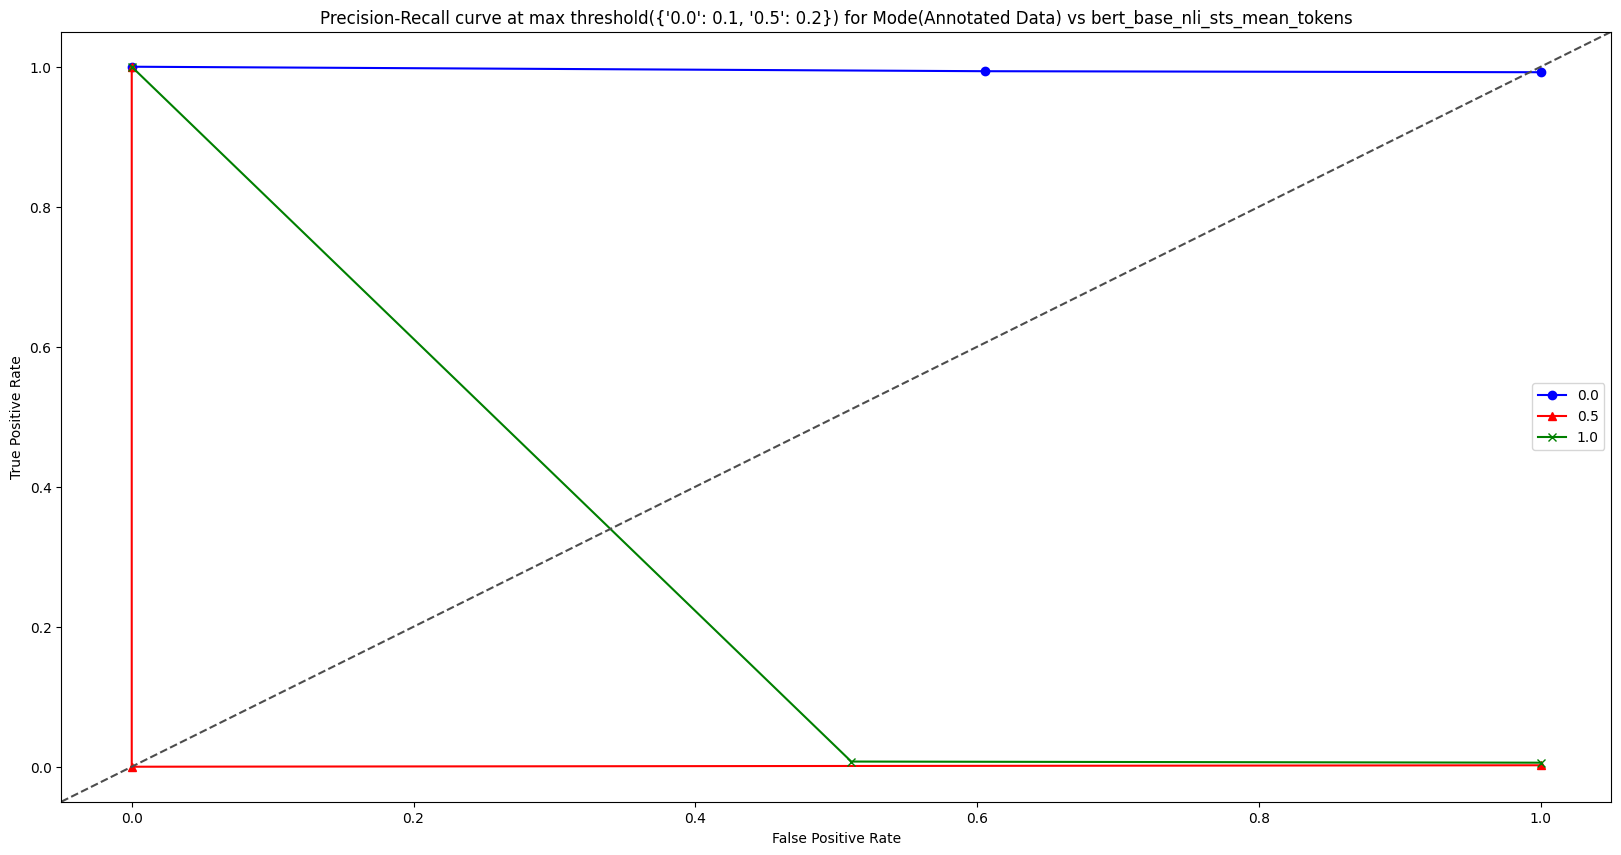 Precision-Recall curve at max threshold({'0.0': 0.1, '0.5': 0.2}) for Mode(Annotated Data) vs bert_base_nli_sts_mean_tokens
1.0
0.8
0.6
0.4
0.2
0.0
True Positive Rate
0.0
0.5
1.0
0.0 0.2 0.4 0.6 0.8 1.0
False Positive Rate